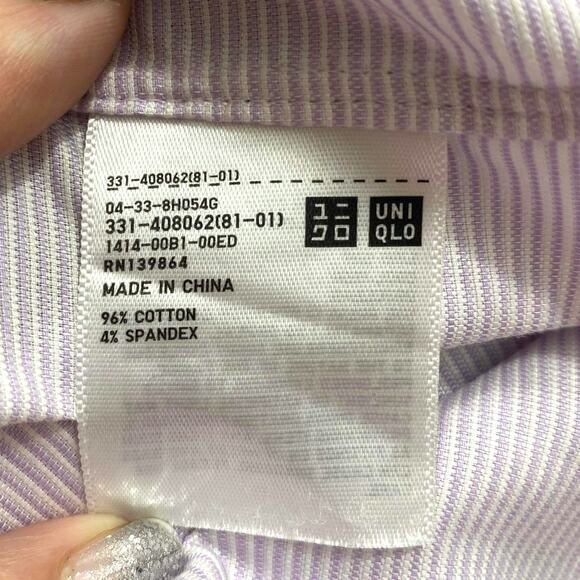 331-408062(81-01)
04-33-8H054G
331-408062(81-01)
1414-00B1-00ED
RN139864
MADE IN CHINA
96% COTTON
4% SPANDEX
ユニ
クロ
UNI
QLO